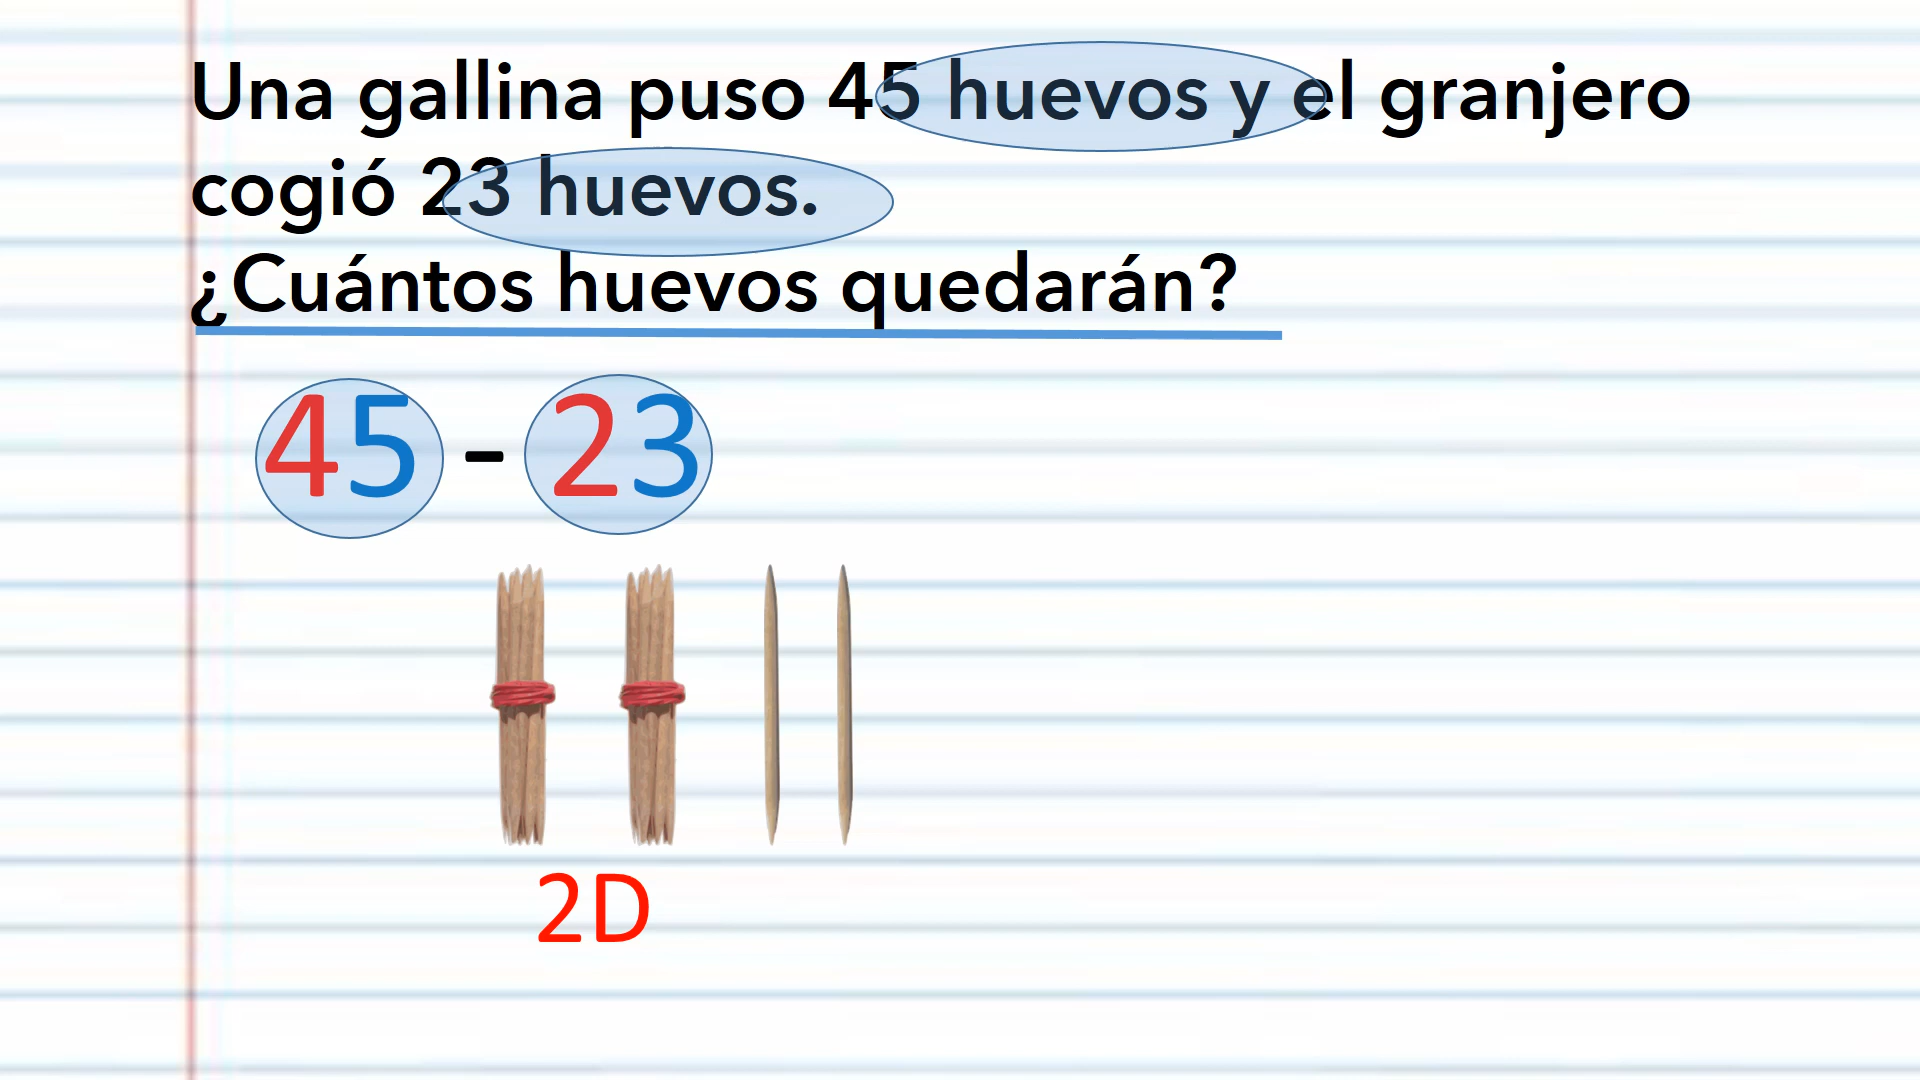 Una gallina puso 45 huevos y el granjero
cogió 23 huevos.
¿Cuántos huevos quedarán?
45 - 23
2D